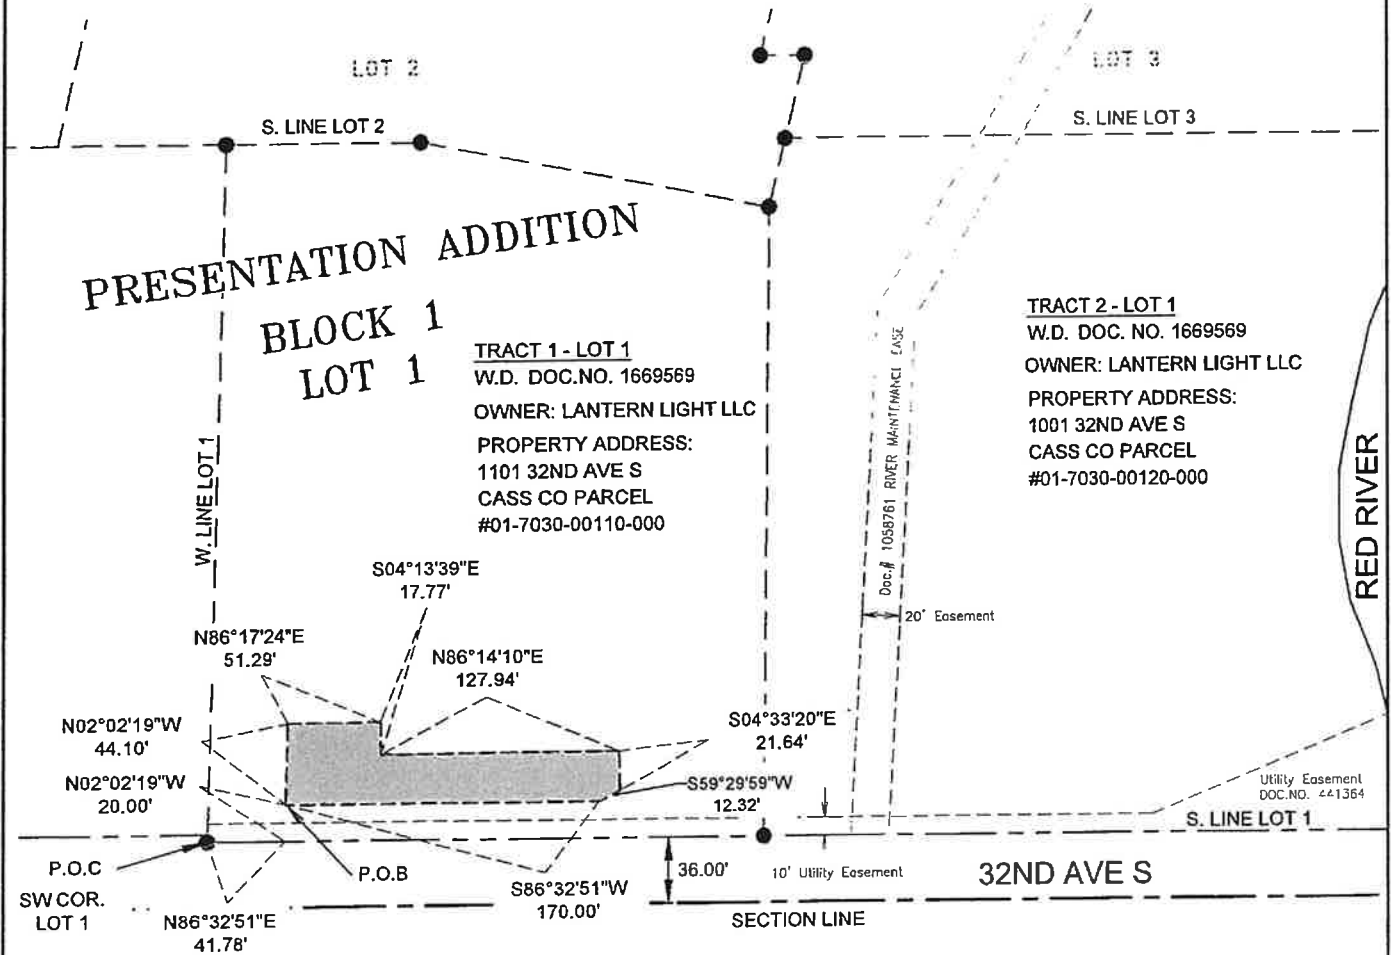 LOT 2
LOT 3
S. LINE LOT 2
S. LINE LOT 3
PRESENTATION ADDITION
BLOCK 1
LOT 1
TRACT 1 - LOT 1
W.D. DOC.NO. 1669569
OWNER: LANTERN LIGHT LLC
PROPERTY ADDRESS:
1101 32ND AVE S
CASS CO PARCEL
#01-7030-00110-000
TRACT 2 - LOT 1
W.D. DOC. NO. 1669569
OWNER: LANTERN LIGHT LLC
PROPERTY ADDRESS:
1001 32ND AVE S
CASS CO PARCEL
#01-7030-00120-000
W. LINE LOT 1
Doc.# 1058761 RIVER MAINTENANCE EASE
RED RIVER
20' Easement
S04°13'39"E
17.77'
N86°17'24"E
51.29'
N86°14'10"E
127.94'
N02°02'19"W
44.10'
S04°33'20"E
21.64'
N02°02'19"W
20.00'
S59°29'59"W
12.32'
Utility Easement
DOC.NO. 441364
S. LINE LOT 1
P.O.C
SW COR.
LOT 1
P.O.B
N86°32'51"E
41.78'
S86°32'51"W
170.00'
36.00'
10' Utility Easement
32ND AVE S
SECTION LINE